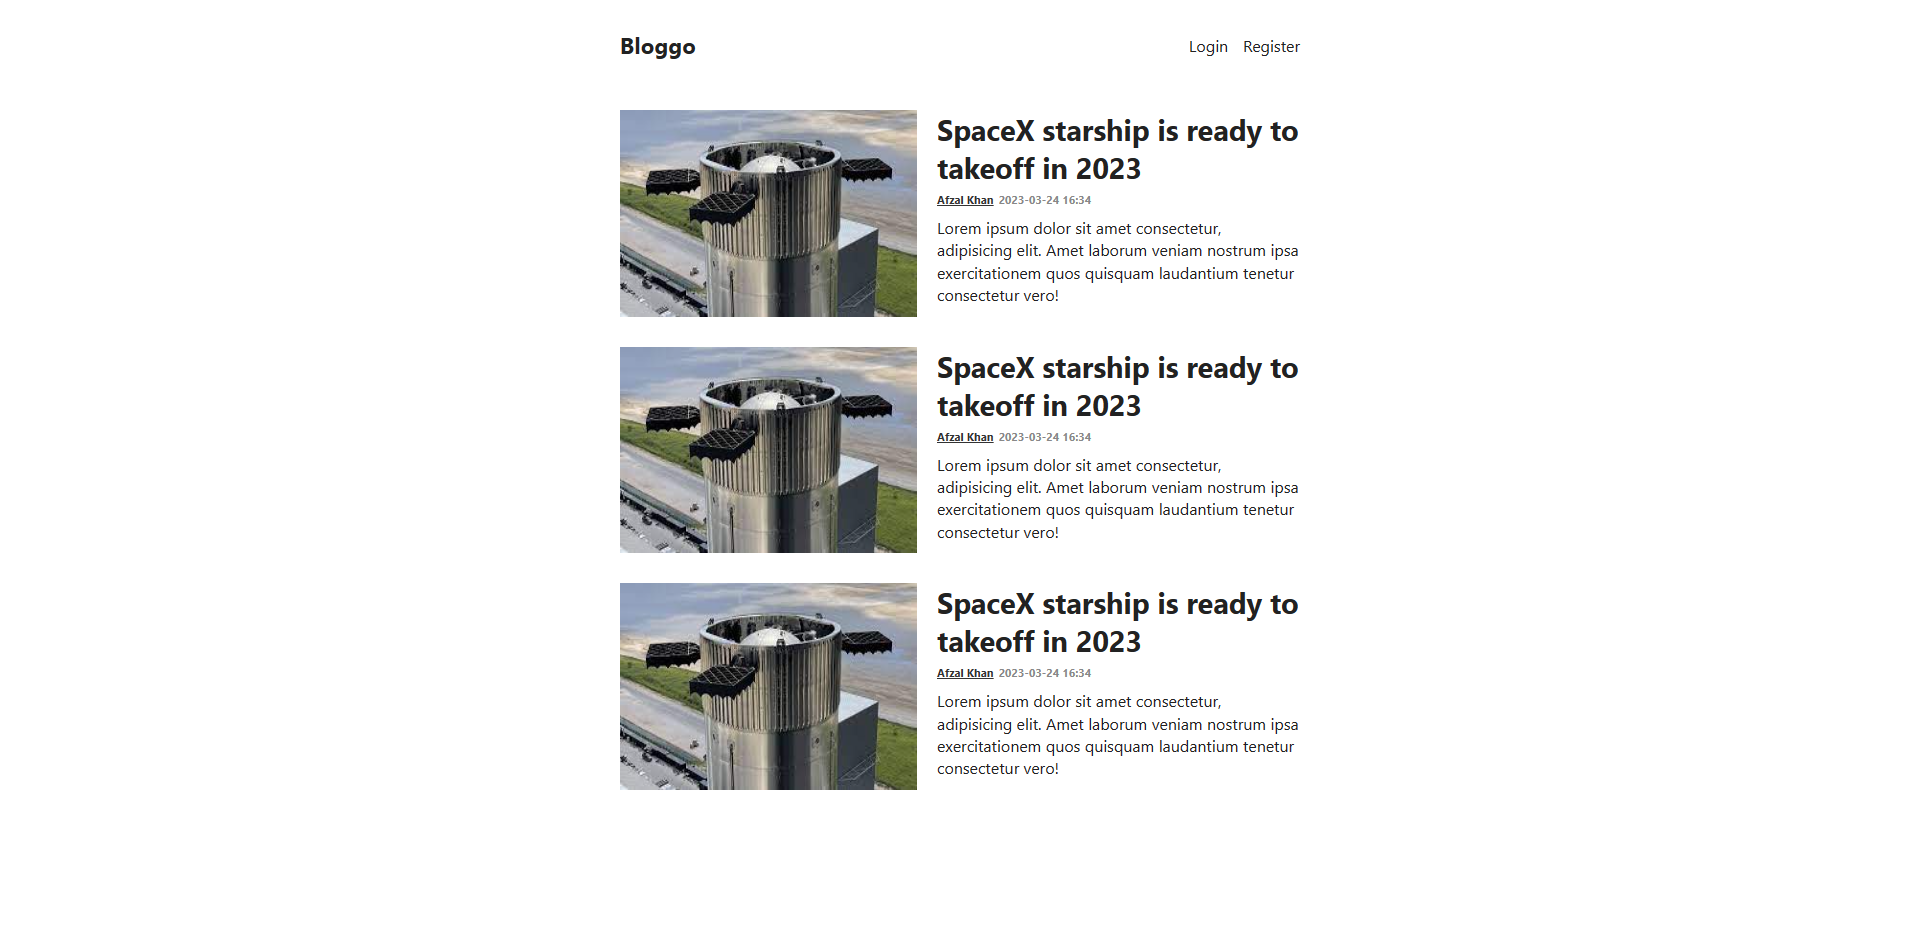 Bloggo
Login Register
SpaceX starship is ready to
takeoff in 2023
Afzal Khan 2023-03-24 16:34
Lorem ipsum dolor sit amet consectetur,
adipisicing elit. Amet laborum veniam nostrum ipsa
exercitationem quos quisquam laudantium tenetur
consectetur vero!
SpaceX starship is ready to
takeoff in 2023
Afzal Khan 2023-03-24 16:34
Lorem ipsum dolor sit amet consectetur,
adipisicing elit. Amet laborum veniam nostrum ipsa
exercitationem quos quisquam laudantium tenetur
consectetur vero!
SpaceX starship is ready to
takeoff in 2023
Afzal Khan 2023-03-24 16:34
Lorem ipsum dolor sit amet consectetur,
adipisicing elit. Amet laborum veniam nostrum ipsa
exercitationem quos quisquam laudantium tenetur
consectetur vero!